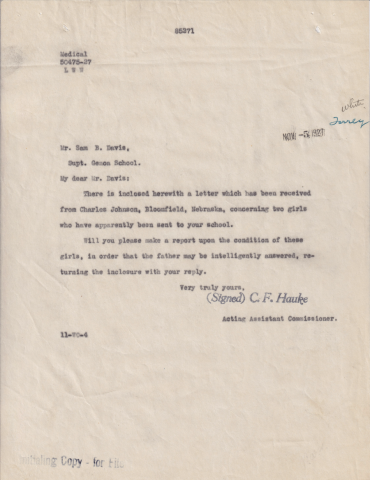 85271
Medical
50475-27
L W W
White
NOV -5 1927
Mr. Sam B. Davis,
Supt. Genoa School.
My dear Mr. Davis:
There is inclosed herewith a letter which has been received
from Charles Johnson, Bloomfield, Nebraska, concerning two girls
who have apparently been sent to your school.
Will you please make a report upon the condition of these
girls, in order that the father may be intelligently answered, re-
turning the inclosure with your reply.
Very truly yours,
(Signed) C. F. Hauke
Acting Assistant Commissioner.
11-VO-4
Initialing Copy - for File